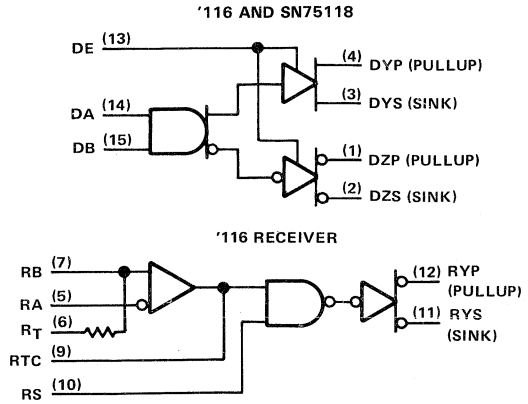 '116 AND SN75118
DE (13)
(4) DYP (PULLUP)
(3) DYS (SINK)
DA (14)
DB (15)
(1) DZP (PULLUP)
(2) DZS (SINK)
'116 RECEIVER
RB (7)
RA (5)
RT (6)
RTC (9)
RS (10)
(12) RYP
(PULLUP)
(11) RYS
(SINK)